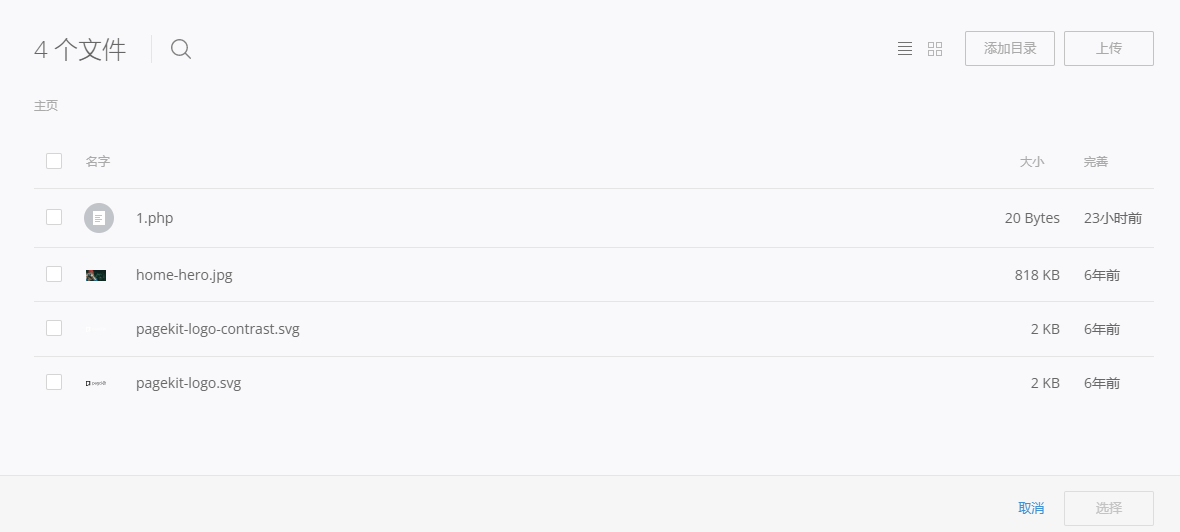 4 个文件
添加目录
上传
主页
名字 大小 完善
1.php 20 Bytes 23小时前
home-hero.jpg 818 KB 6年前
pagekit-logo-contrast.svg 2 KB 6年前
pagekit-logo.svg 2 KB 6年前
取消
选择